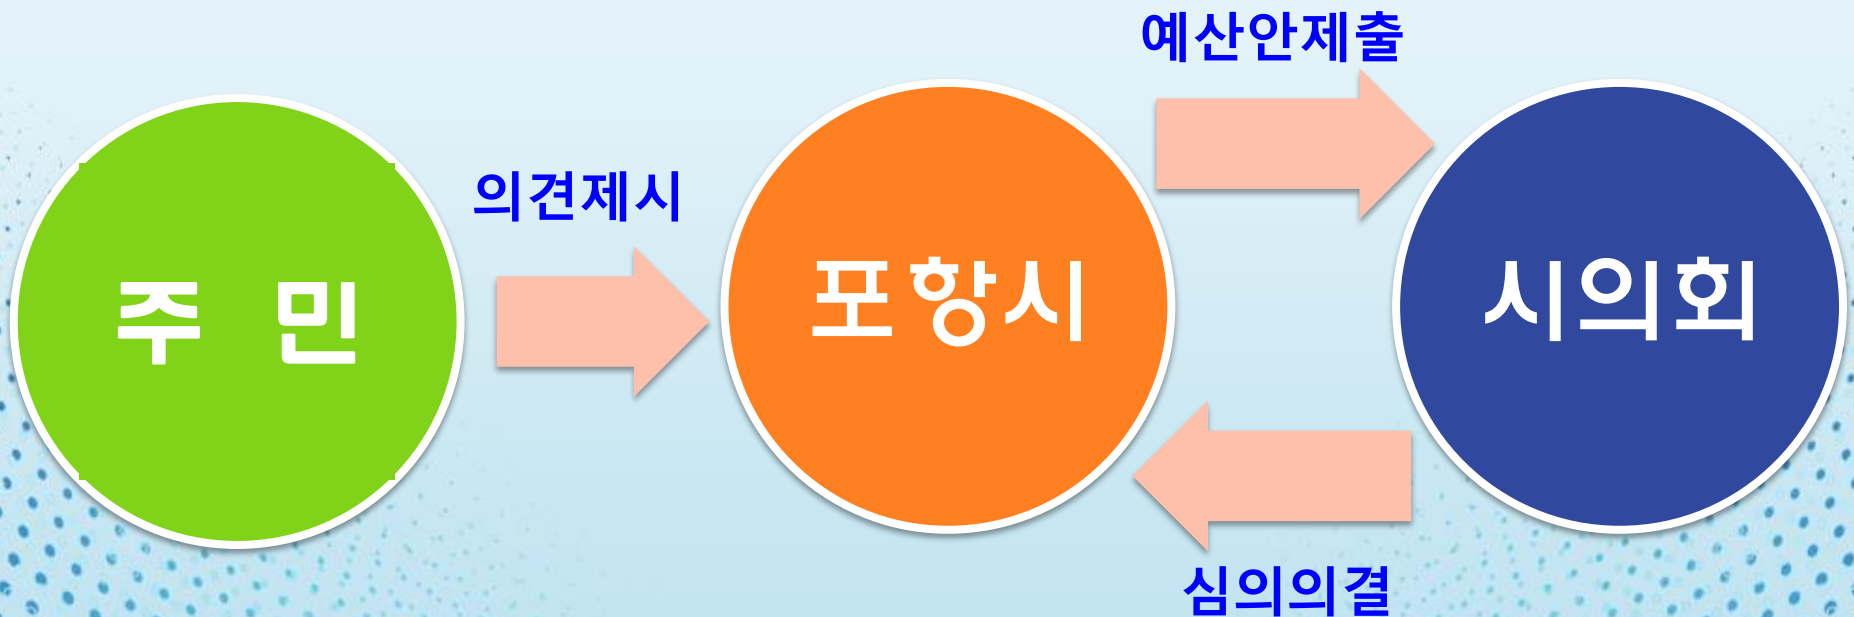 예산안제출
의견제시
주 민
포항시
시의회
심의의결